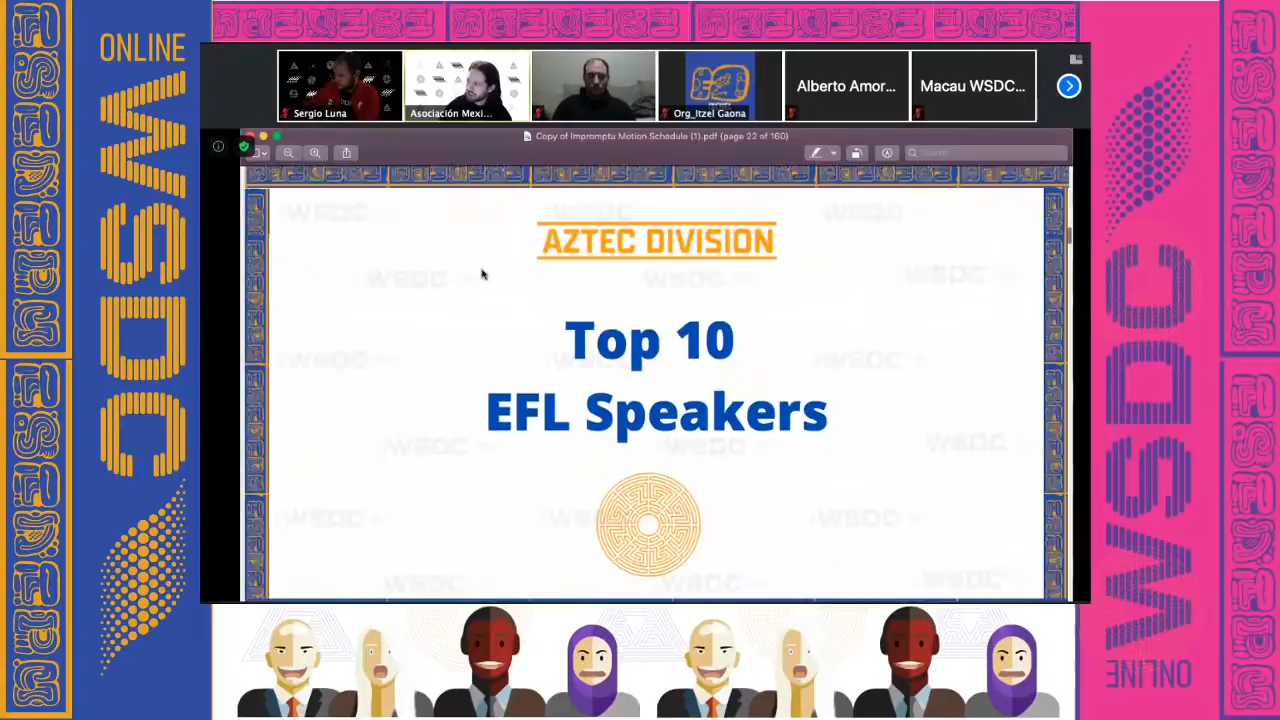 ONLINE
WSDC
Sergio Luna
Asociación Mexi...
Org_Itzel Gaona
Alberto Amor...
Macau WSDC...
Copy of Impromptu Motion Schedule (1).pdf (page 22 of 160)
Search
AZTEC DIVISION
Top 10
EFL Speakers
WSDC
ONLINE